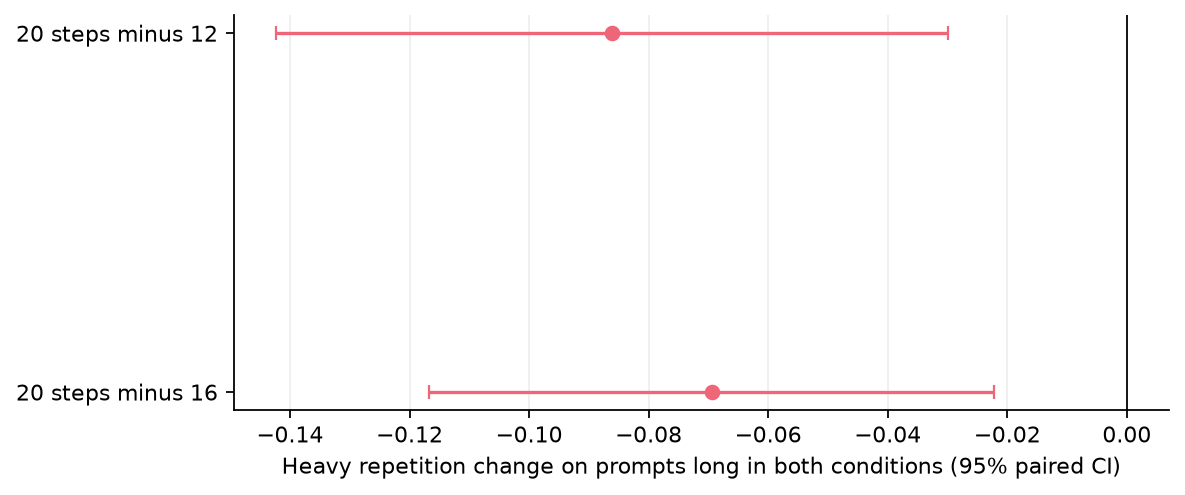 20 steps minus 12
20 steps minus 16
−0.14 −0.12 −0.10 −0.08 −0.06 −0.04 −0.02 0.00
Heavy repetition change on prompts long in both conditions (95% paired CI)